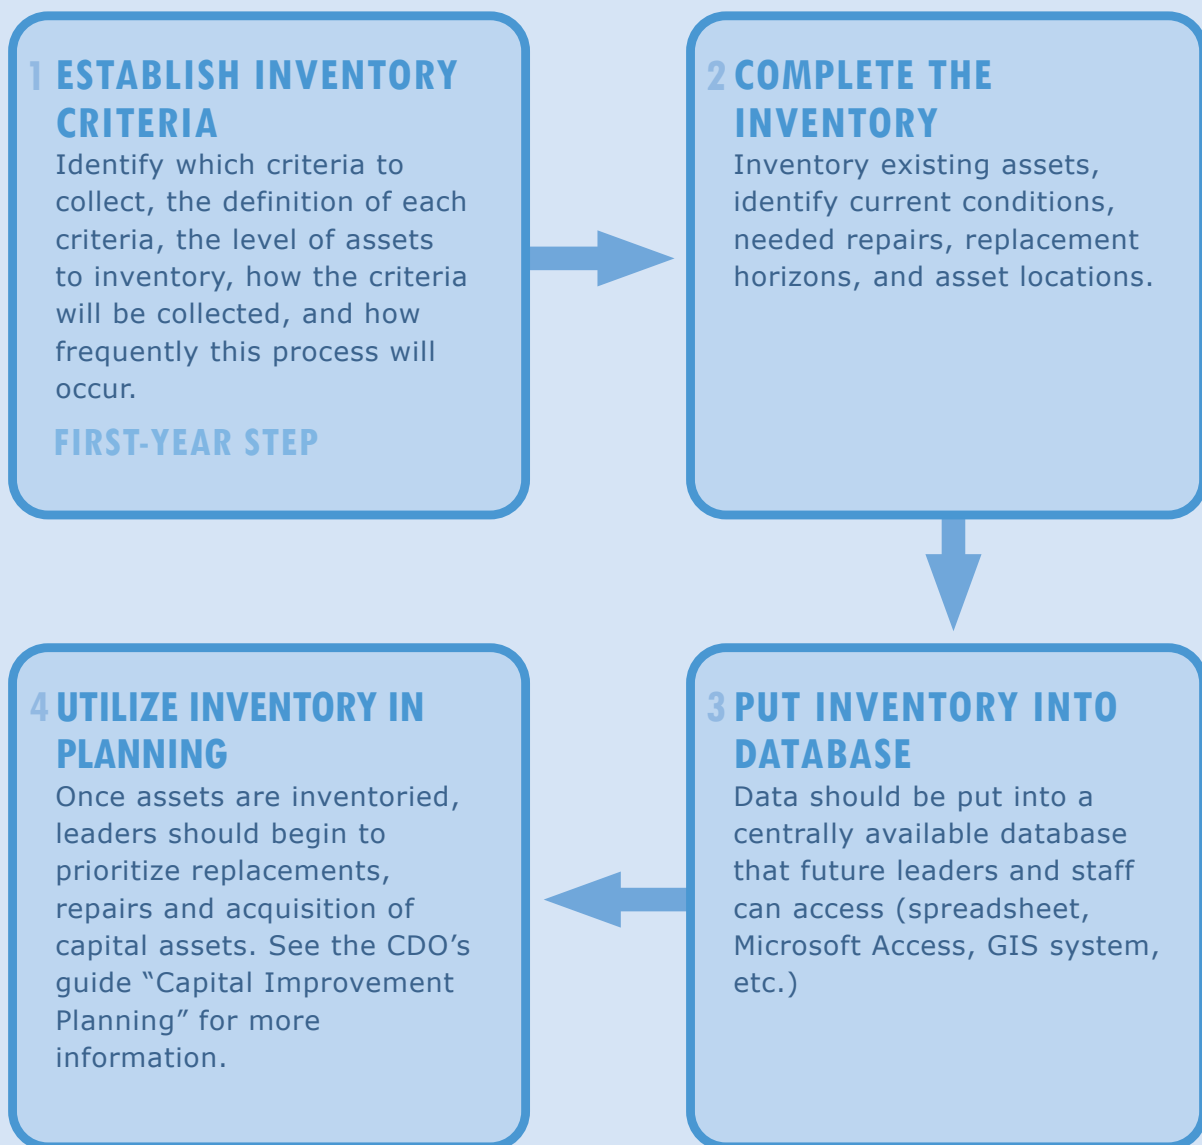 1 ESTABLISH INVENTORY
CRITERIA
Identify which criteria to
collect, the definition of each
criteria, the level of assets
to inventory, how the criteria
will be collected, and how
frequently this process will
occur.
FIRST-YEAR STEP
2 COMPLETE THE
INVENTORY
Inventory existing assets,
identify current conditions,
needed repairs, replacement
horizons, and asset locations.
3 PUT INVENTORY INTO
DATABASE
Data should be put into a
centrally available database
that future leaders and staff
can access (spreadsheet,
Microsoft Access, GIS system,
etc.)
4 UTILIZE INVENTORY IN
PLANNING
Once assets are inventoried,
leaders should begin to
prioritize replacements,
repairs and acquisition of
capital assets. See the CDO’s
guide “Capital Improvement
Planning” for more
information.